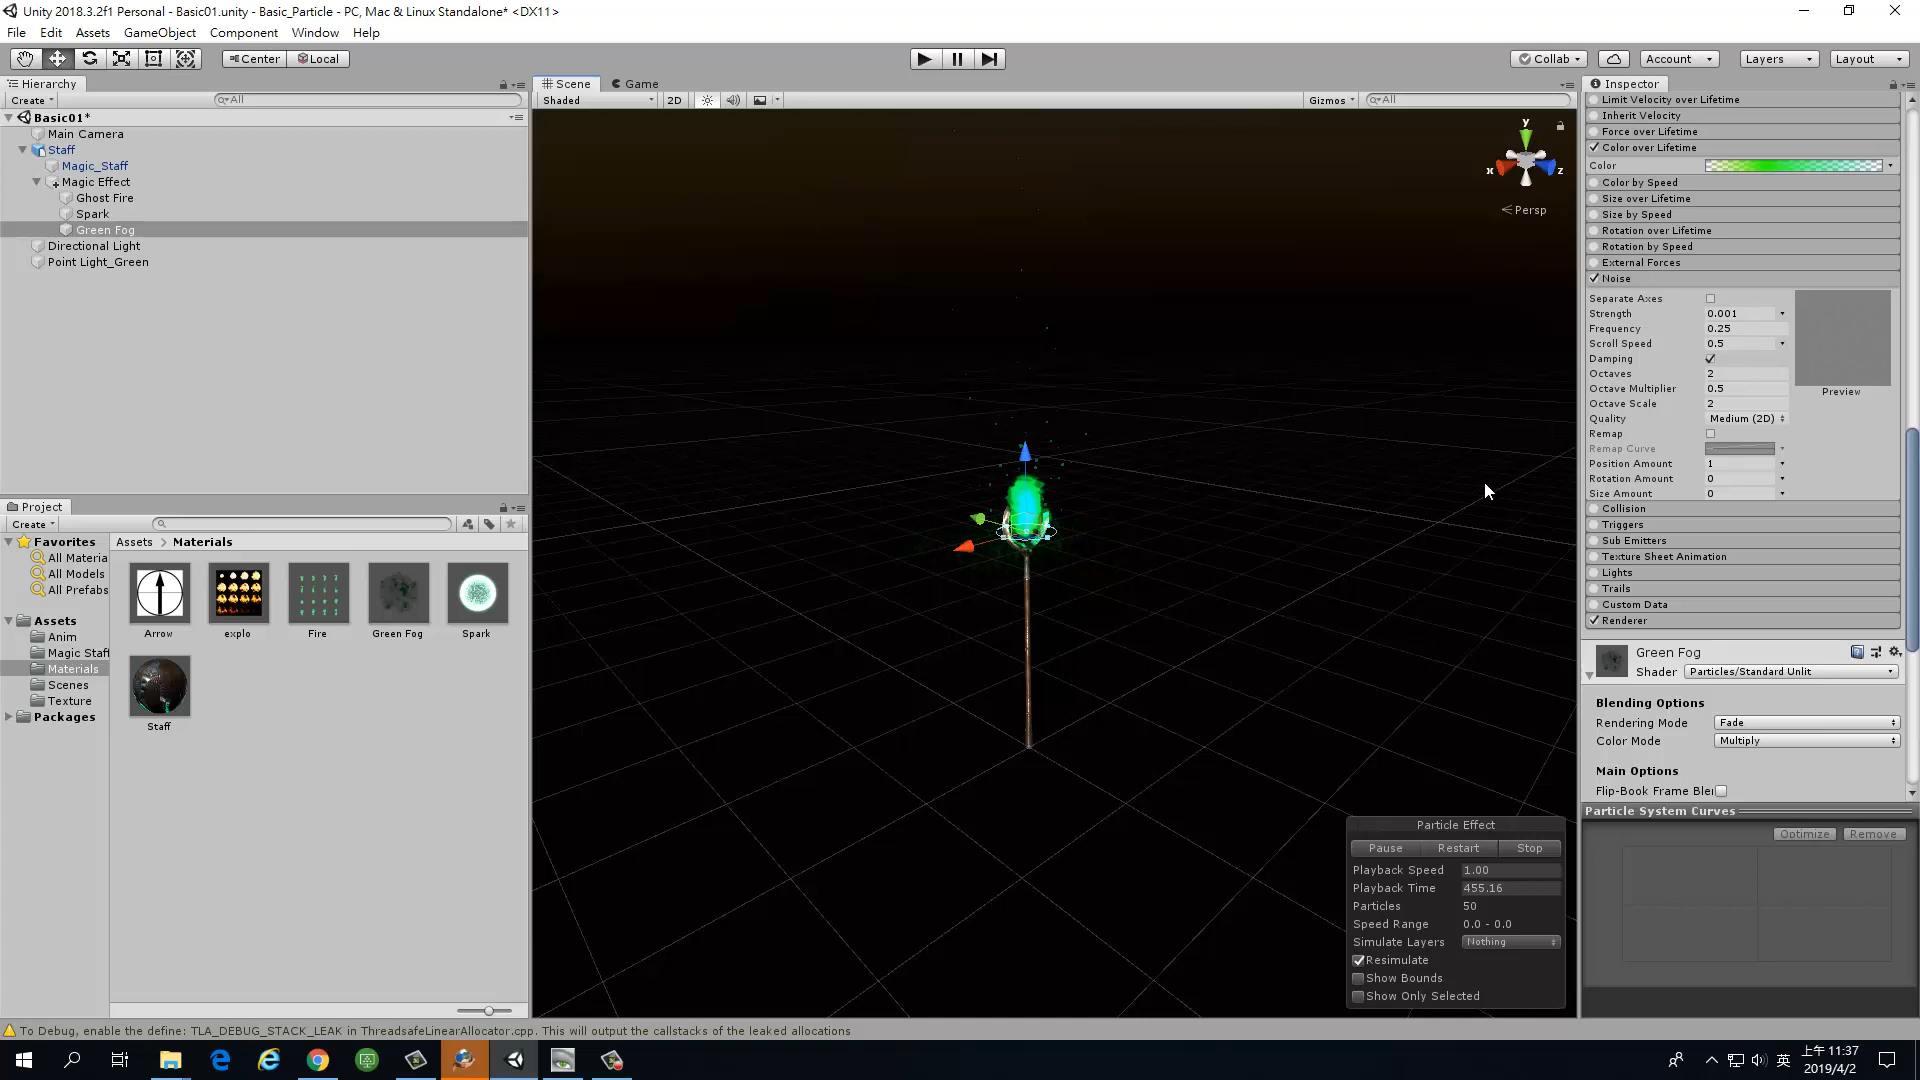 Unity 2018.3.2f1 Personal - Basic01.unity - Basic_Particle - PC, Mac & Linux Standalone* <DX11>
File Edit Assets GameObject Component Window Help
Center Local Collab Account Layers Layout
Hierarchy
Create All
Basic01*
Main Camera
Staff
Magic_Staff
Magic Effect
Ghost Fire
Spark
Green Fog
Directional Light
Point Light_Green
Scene Game
Shaded 2D Gizmos All
y
x z
Persp
Project
Create
Favorites
All Materia
All Models
All Prefabs
Assets
Anim
Magic Staff
Materials
Scenes
Texture
Packages
Assets > Materials
Arrow explo Fire Green Fog Spark
Staff
Particle Effect
Pause Restart Stop
Playback Speed 1.00
Playback Time 455.16
Particles 50
Speed Range 0.0 - 0.0
Simulate Layers Nothing
Resimulate
Show Bounds
Show Only Selected
Inspector
Limit Velocity over Lifetime
Inherit Velocity
Force over Lifetime
Color over Lifetime
Color
Color by Speed
Size over Lifetime
Size by Speed
Rotation over Lifetime
Rotation by Speed
External Forces
Noise
Separate Axes
Strength 0.001
Frequency 0.25
Scroll Speed 0.5
Damping
Octaves 2
Octave Multiplier 0.5
Octave Scale 2
Quality Medium (2D)
Remap
Remap Curve
Position Amount 1
Rotation Amount 0
Size Amount 0
Preview
Collision
Triggers
Sub Emitters
Texture Sheet Animation
Lights
Trails
Custom Data
Renderer
Green Fog
Shader Particles/Standard Unlit
Blending Options
Rendering Mode Fade
Color Mode Multiply
Main Options
Flip-Book Frame Ble
Particle System Curves
Optimize Remove
To Debug, enable the define: TLA_DEBUG_STACK_LEAK in ThreadsafeLinearAllocator.cpp. This will output the callstacks of the leaked allocations
英
上午 11:37
2019/4/2